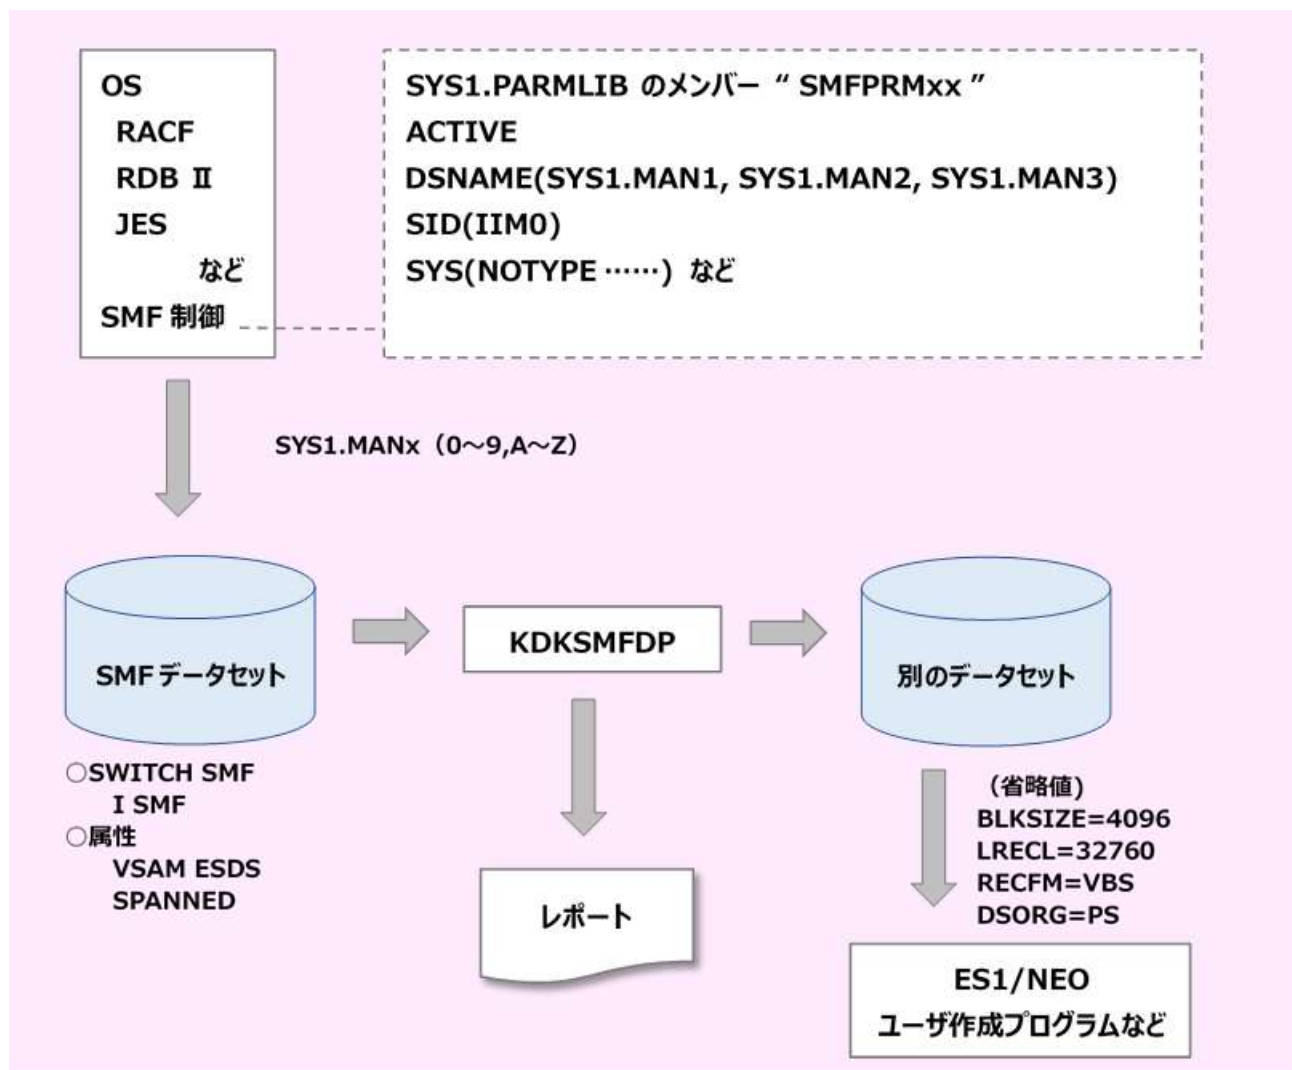 OS
RACF
RDB Ⅱ
JES
など
SMF 制御
SYS1.PARMLIB のメンバー “ SMFPRMxx ”
ACTIVE
DSNAME(SYS1.MAN1, SYS1.MAN2, SYS1.MAN3)
SID(IIM0)
SYS(NOTYPE ……) など
SYS1.MANx（0～9,A～Z）
SMF データセット
KDKSMFDP
別のデータセット
○SWITCH SMF
I SMF
○属性
VSAM ESDS
SPANNED
レポート
（省略値)
BLKSIZE=4096
LRECL=32760
RECFM=VBS
DSORG=PS
ES1/NEO
ユーザ作成プログラムなど